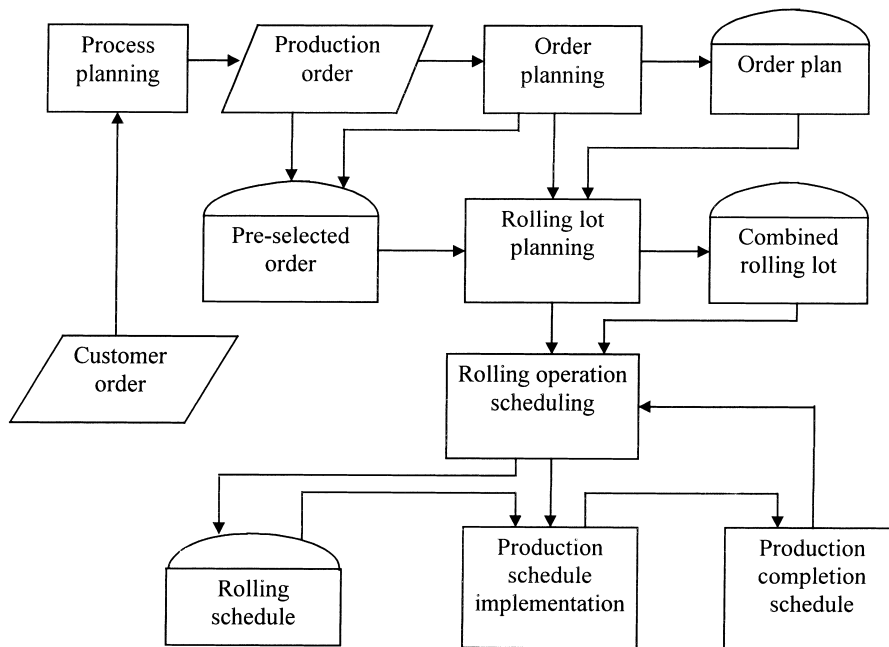 Process
planning
Production
order
Order
planning
Order plan
Pre-selected
order
Rolling lot
planning
Combined
rolling lot
Customer
order
Rolling operation
scheduling
Rolling
schedule
Production
schedule
implementation
Production
completion
schedule